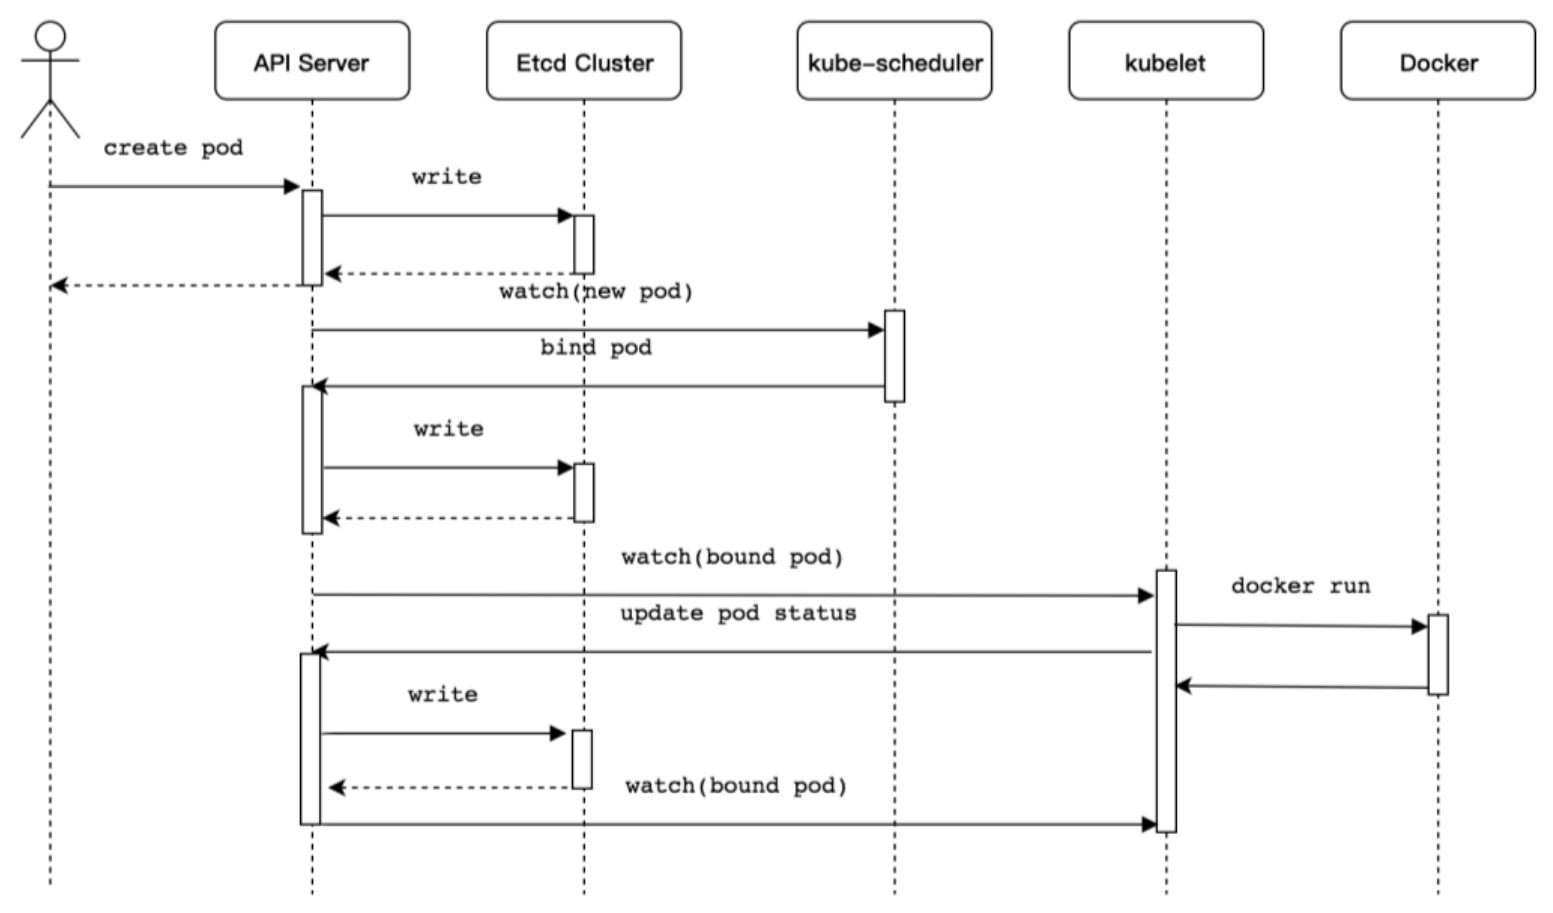 API Server
Etcd Cluster
kube-scheduler
kubelet
Docker
create pod
write
watch(new pod)
bind pod
write
watch(bound pod)
docker run
update pod status
write
watch(bound pod)